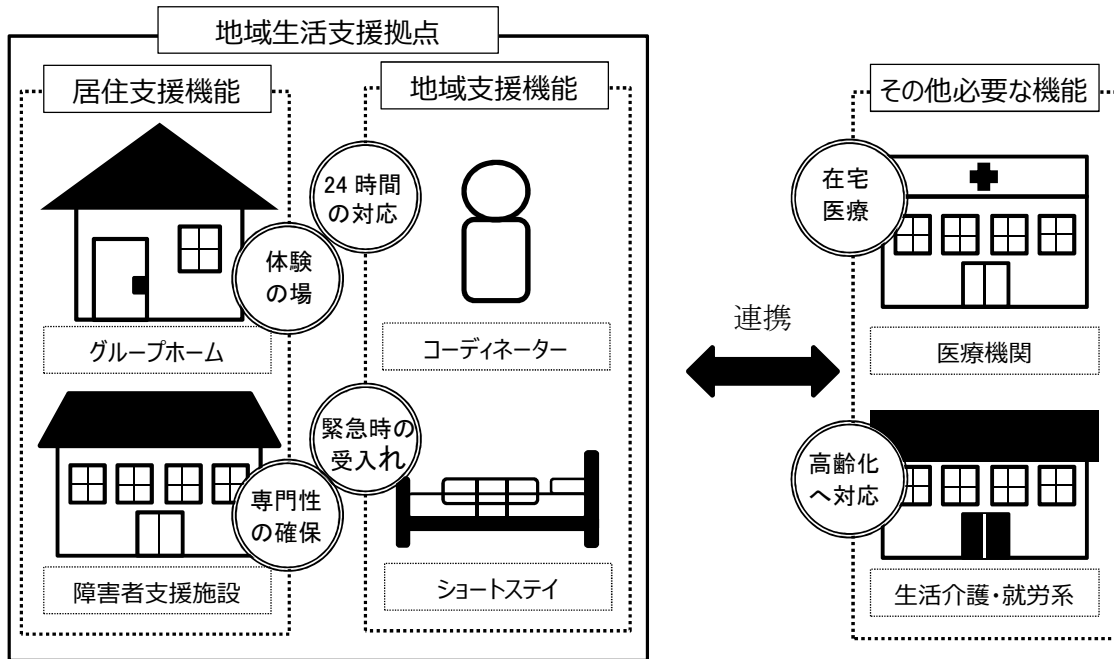 地域生活支援拠点
居住支援機能
地域支援機能
24 時間
の対応
体験
の場
グループホーム
コーディネーター
緊急時の
受入れ
専門性
の確保
障害者支援施設
ショートステイ
連携
その他必要な機能
在宅
医療
医療機関
高齢化
へ対応
生活介護・就労系